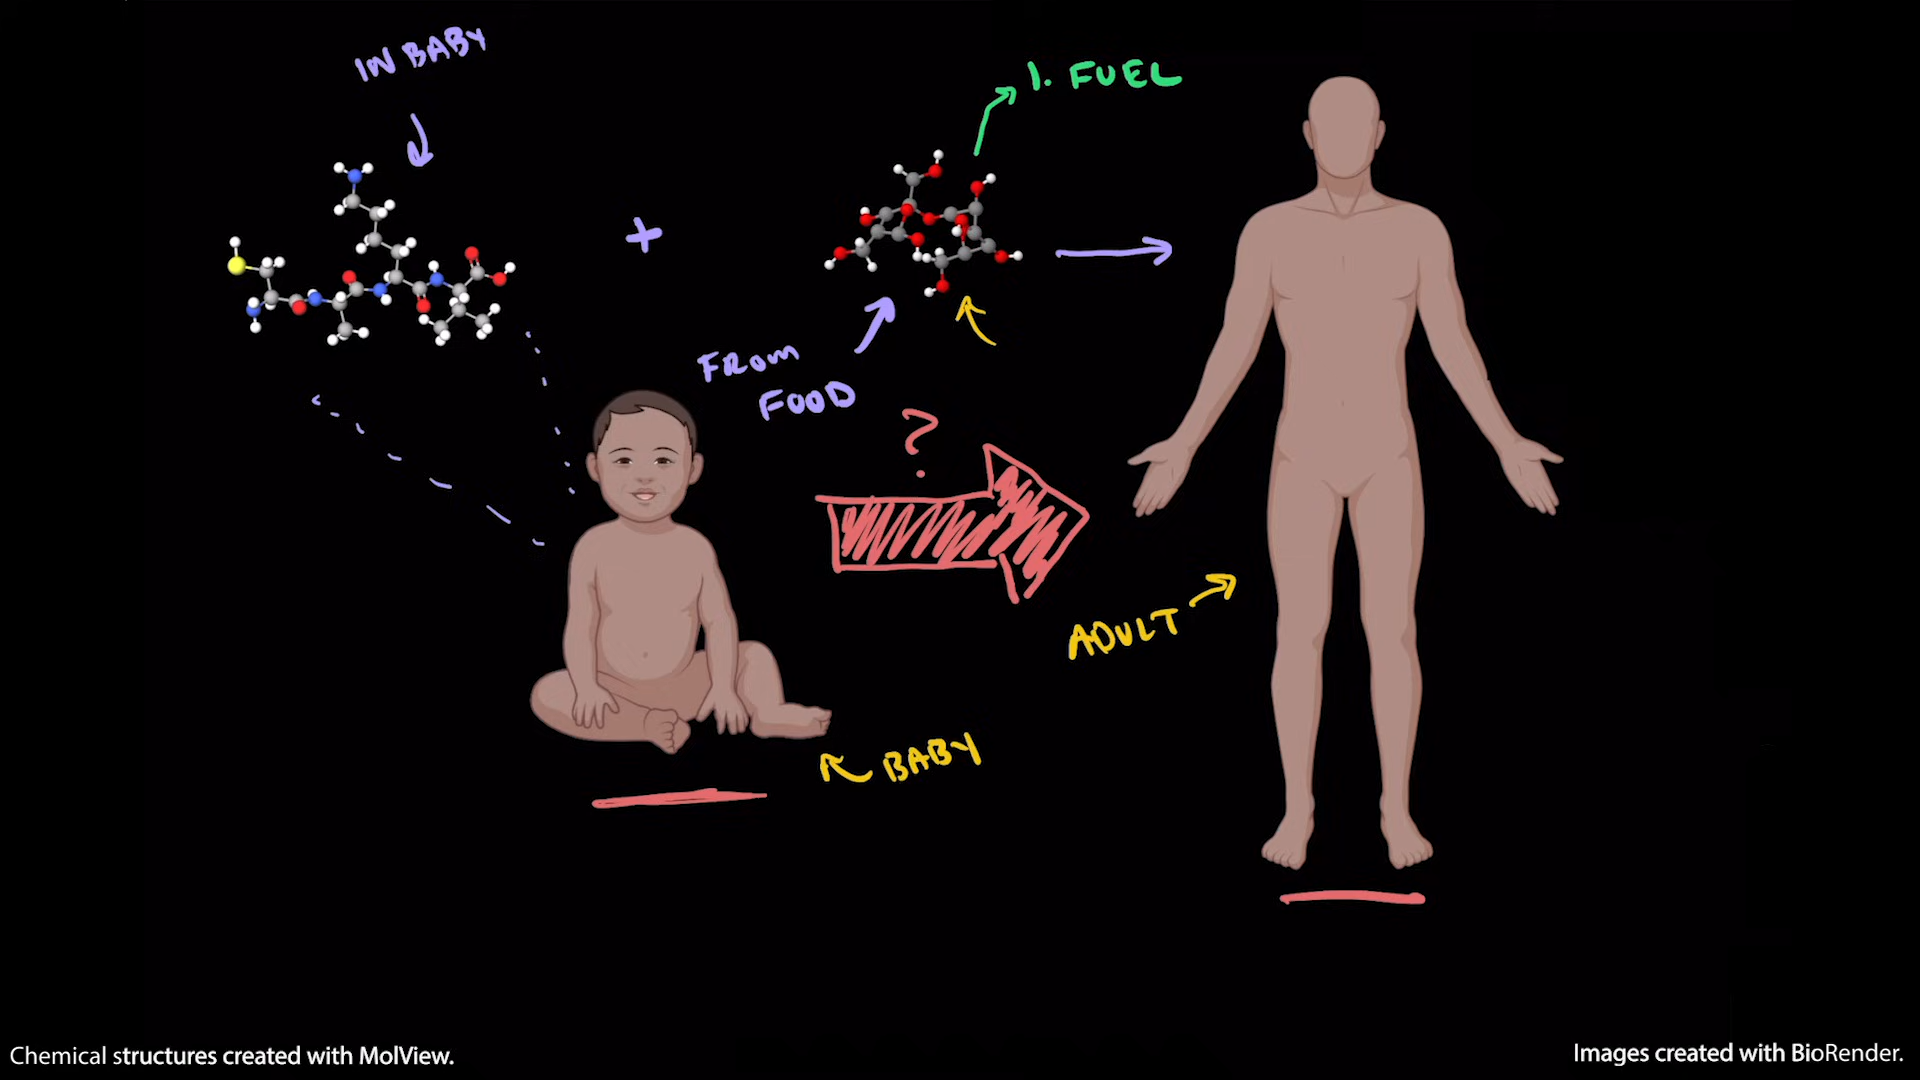 IN BABY
1. FUEL
+
FROM
FOOD
?
ADULT
BABY
Chemical structures created with MolView.
Images created with BioRender.